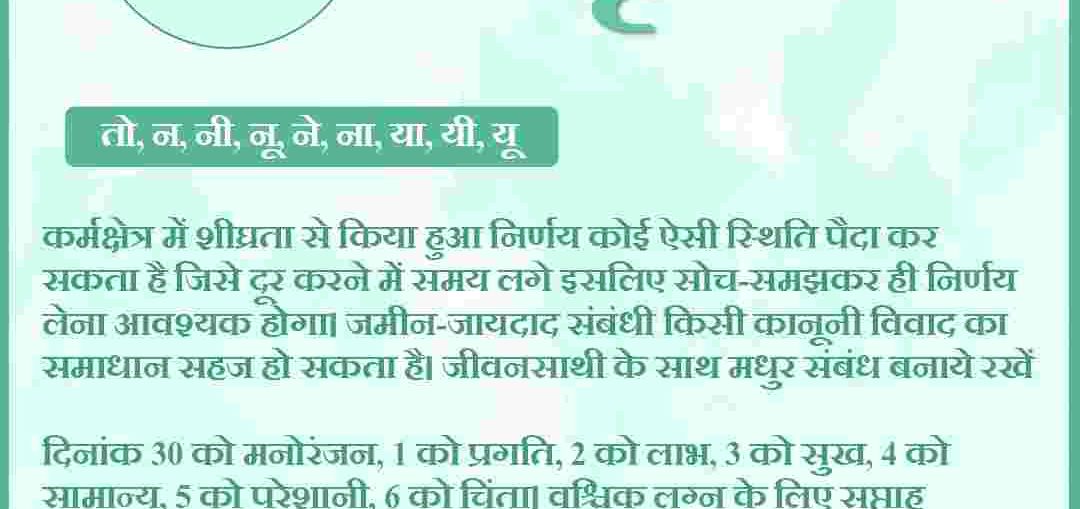 तो, न, नी, नू, ने, ना, या, यी, यू
कर्मक्षेत्र में शीघ्रता से किया हुआ निर्णय कोई ऐसी स्थिति पैदा कर
सकता है जिसे दूर करने में समय लगे इसलिए सोच-समझकर ही निर्णय
लेना आवश्यक होगा। जमीन-जायदाद संबंधी किसी कानूनी विवाद का
समाधान सहज हो सकता है। जीवनसाथी के साथ मधुर संबंध बनाये रखें
दिनांक 30 को मनोरंजन, 1 को प्रगति, 2 को लाभ, 3 को सुख, 4 को
सामान्य, 5 को परेशानी, 6 को चिंता। वृश्चिक लग्न के लिए सप्ताह